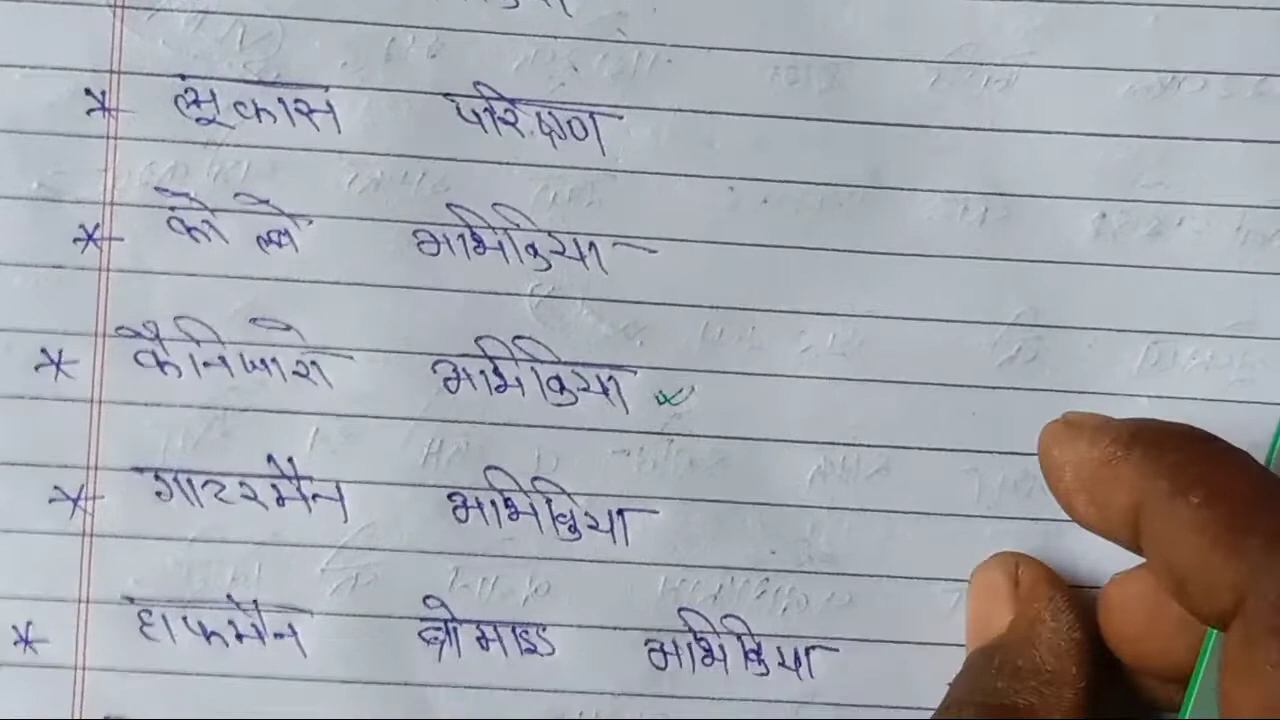 * ल्यूकास परिक्षण
* कोल्वे अभिक्रिया -
* कैनिजारो अभिक्रिया
* गाटरमैन अभिक्रिया
* हाफमैन ब्रोमाइड अभिक्रिया